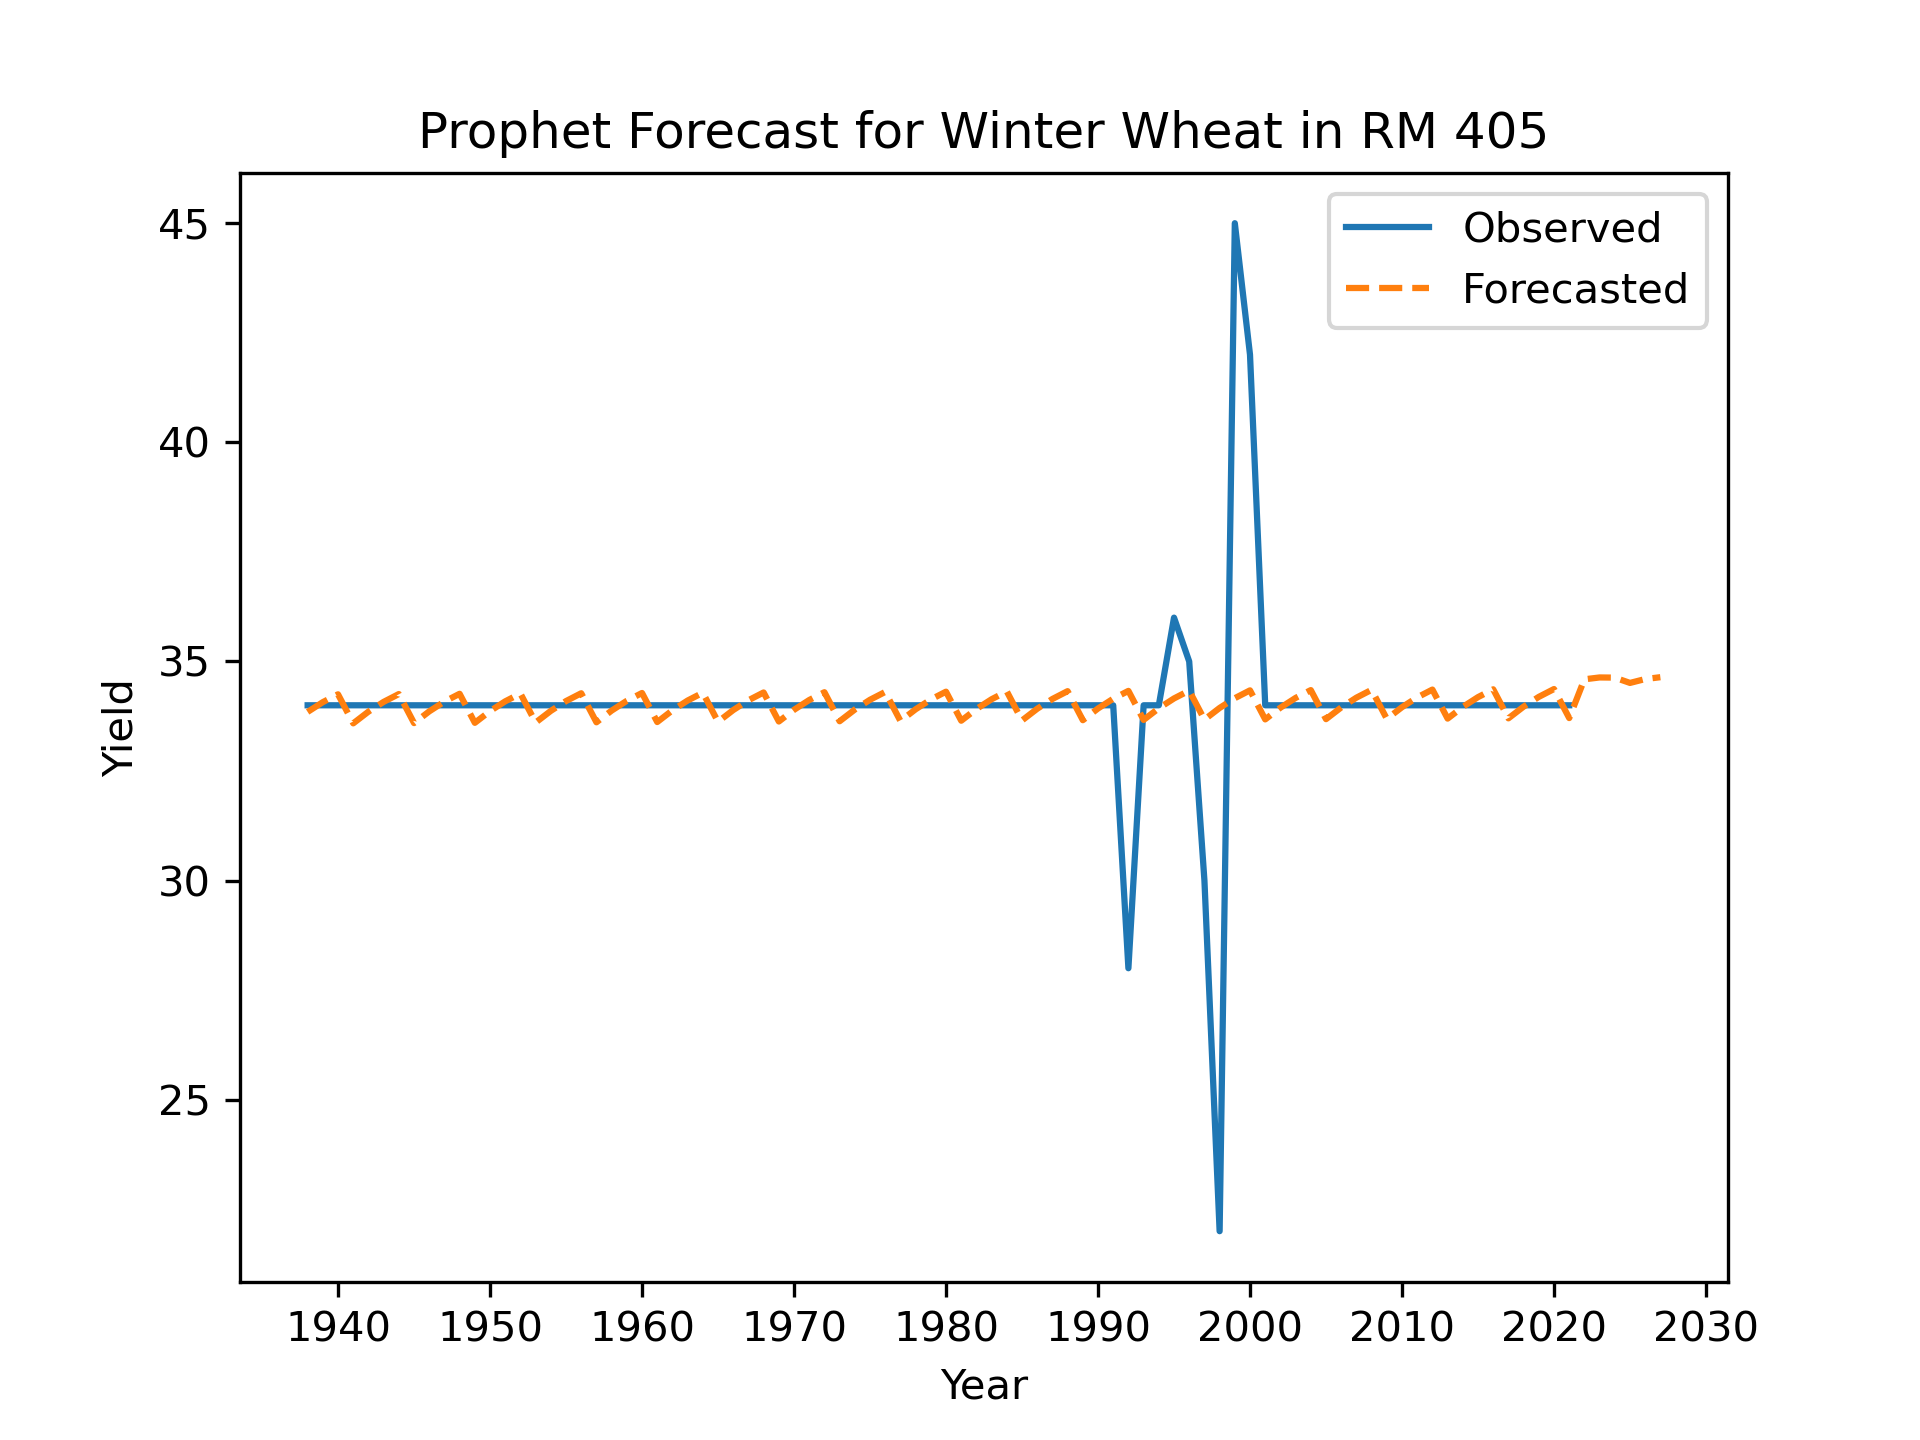 Prophet Forecast for Winter Wheat in RM 405
Observed
Forecasted
45
40
35
30
25
Yield
1940 1950 1960 1970 1980 1990 2000 2010 2020 2030
Year